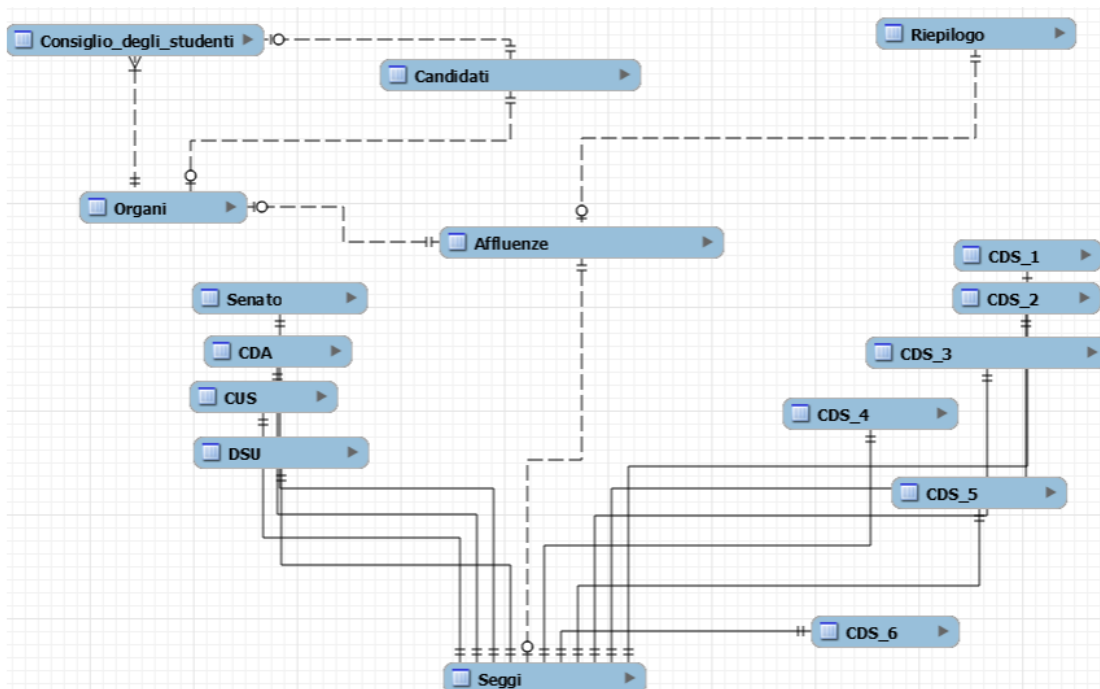 Consiglio_degli_studenti
Riepilogo
Candidati
Organi
Affluenze
CDS_1
Senato
CDS_2
CDA
CDS_3
CUS
CDS_4
DSU
CDS_5
CDS_6
Seggi